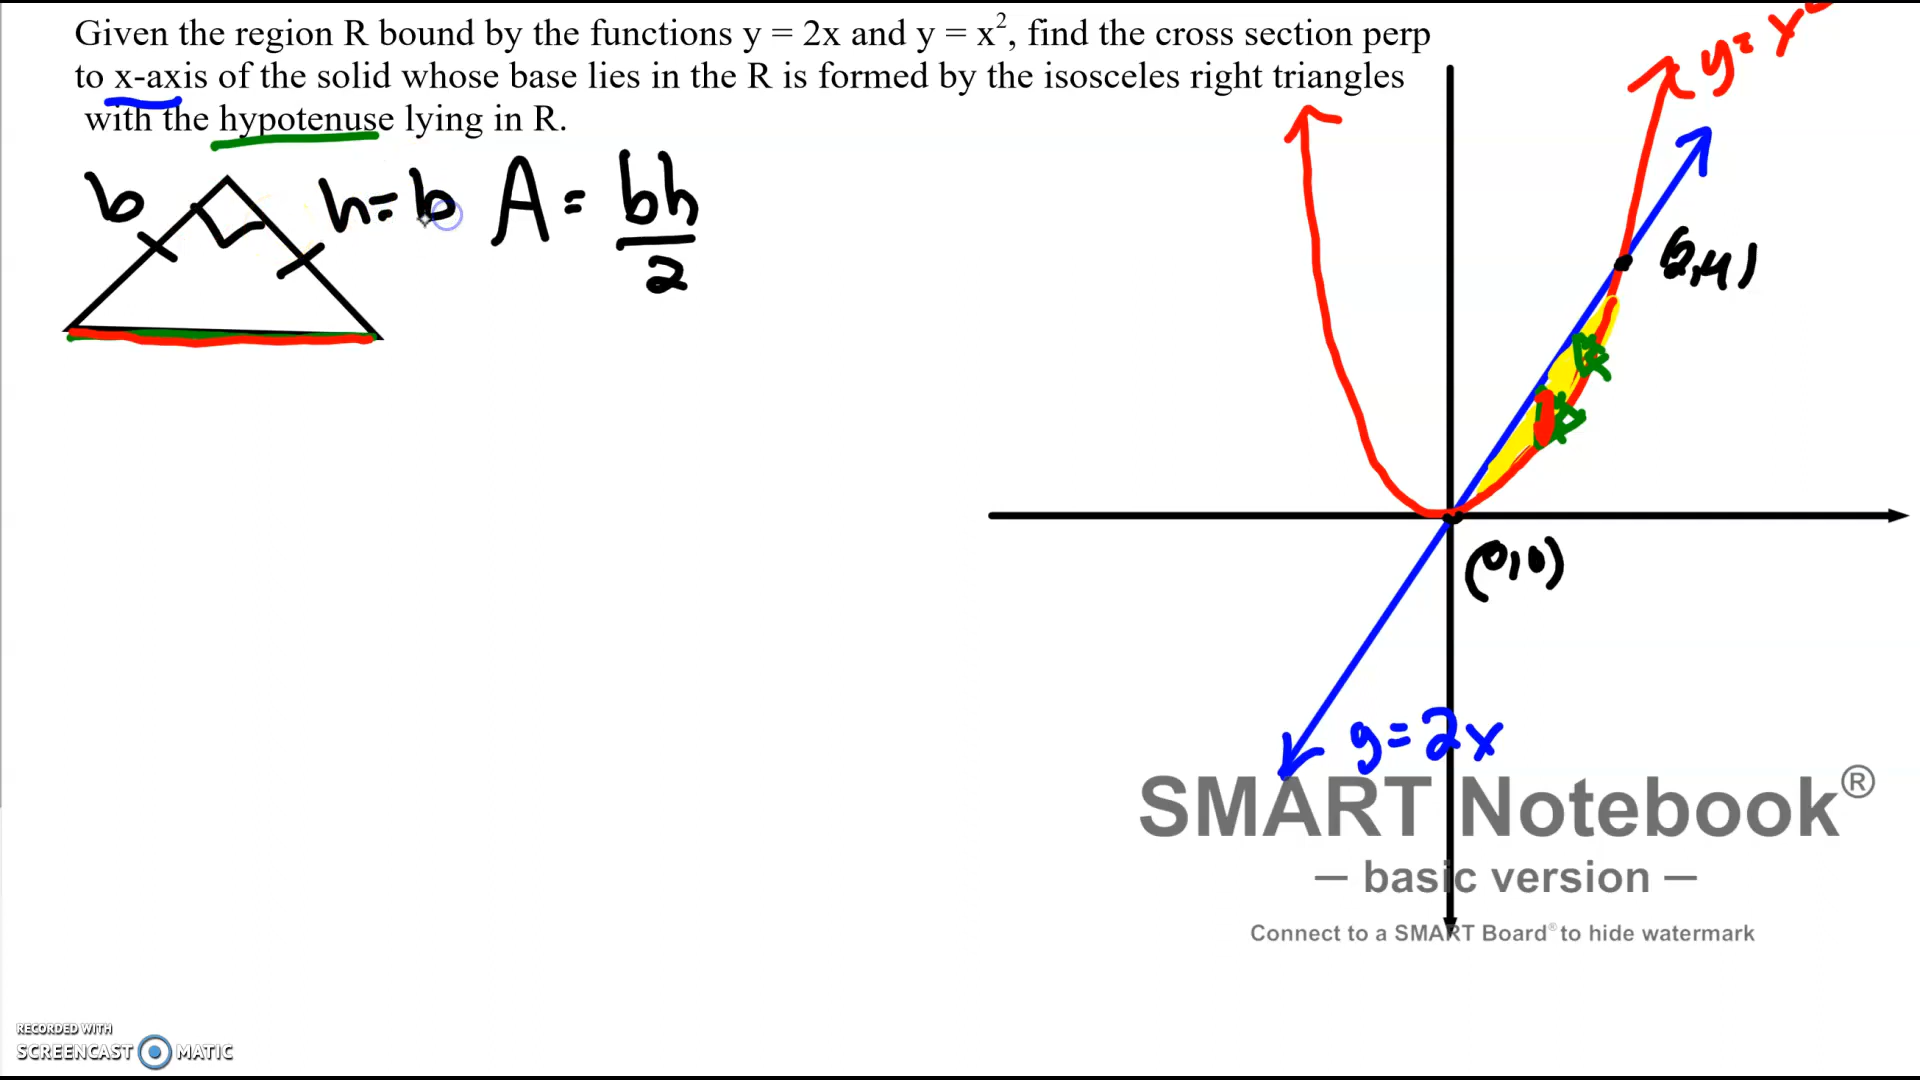 Given the region R bound by the functions y = 2x and y = x², find the cross section perp
to x-axis of the solid whose base lies in the R is formed by the isosceles right triangles
with the hypotenuse lying in R.
b h=b A = bh/2
y= x²
(2,4)
(0,0)
y=2x
SMART Notebook®
— basic version —
Connect to a SMART Board® to hide watermark
RECORDED WITH
SCREENCAST MATIC